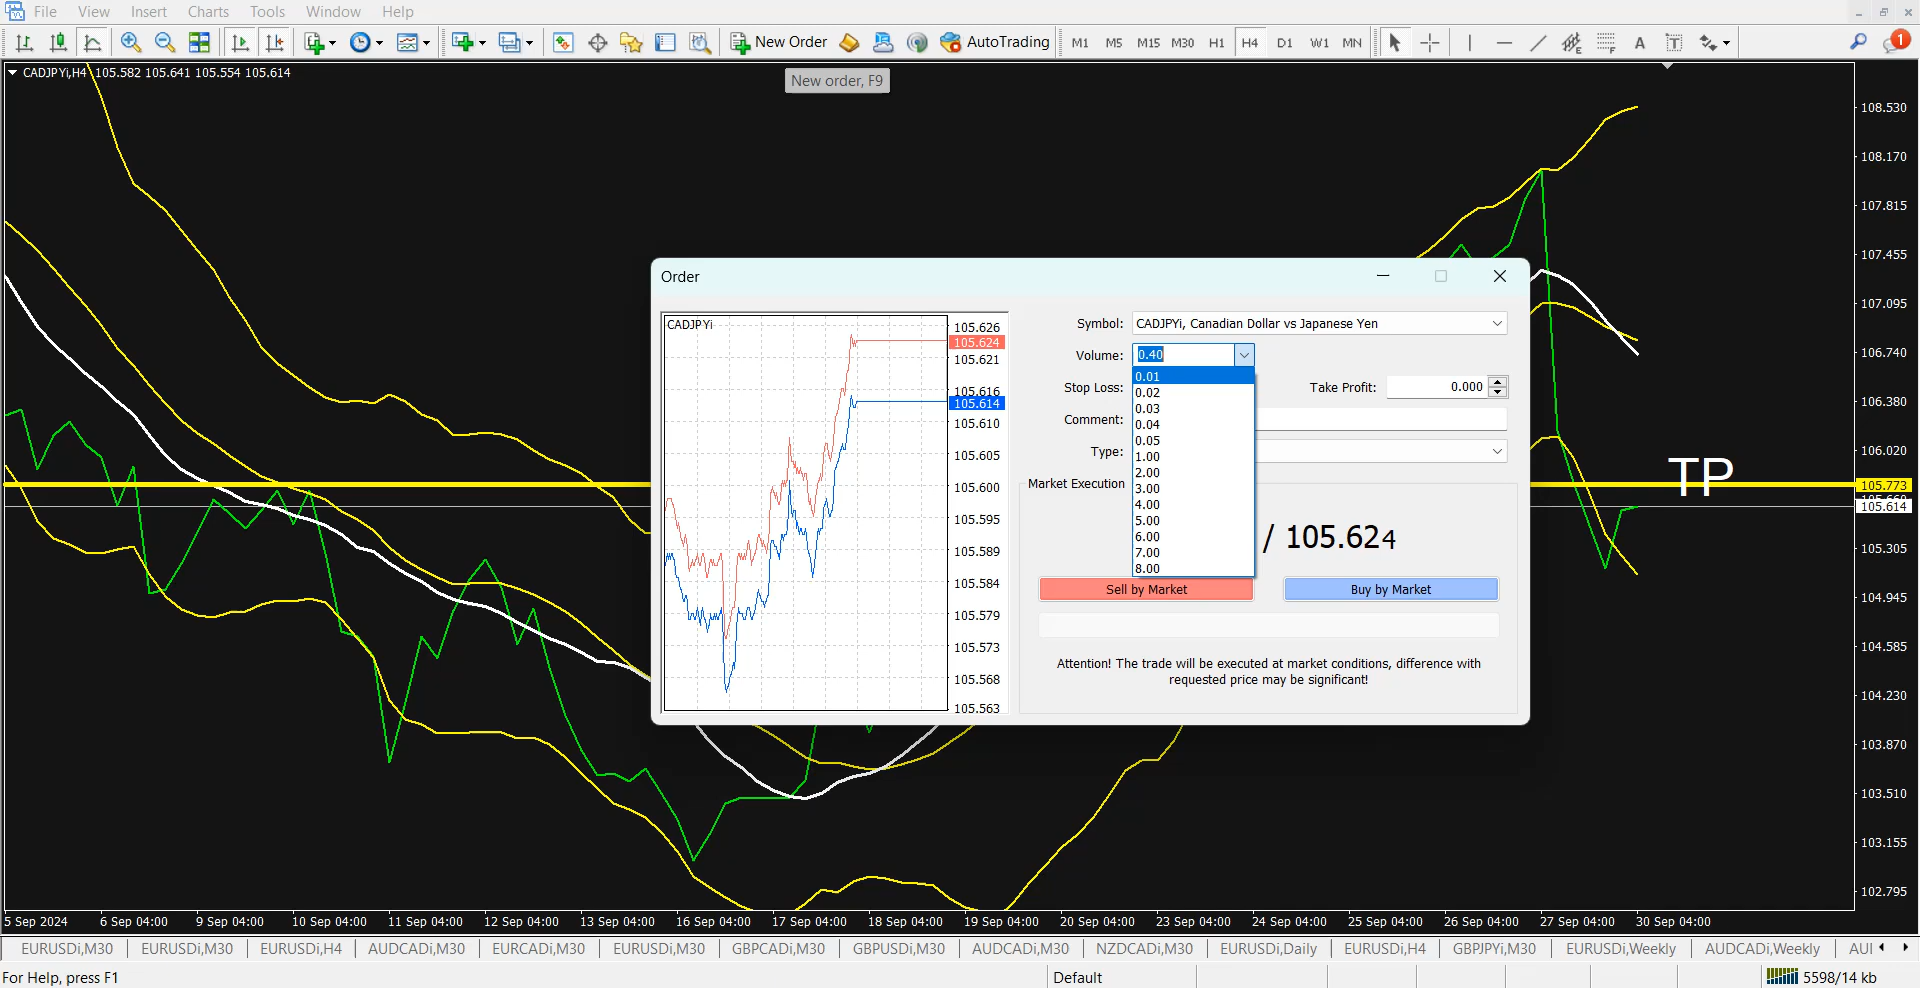 File View Insert Charts Tools Window Help
New Order AutoTrading M1 M5 M15 M30 H1 H4 D1 W1 MN A T 1
CADJPYi,H4 105.582 105.641 105.554 105.614
New order, F9
108.530
108.170
107.815
107.455
107.095
106.740
106.380
106.020
TP
105.773
105.614
105.305
104.945
104.585
104.230
103.870
103.510
103.155
102.795
Order
CADJPYi
105.626
105.624
105.621
105.616
105.614
105.610
105.605
105.600
105.595
105.589
105.584
105.579
105.573
105.568
105.563
Symbol: CADJPYi, Canadian Dollar vs Japanese Yen
Volume: 0.40
0.01
0.02
0.03
0.04
0.05
1.00
2.00
3.00
4.00
5.00
6.00
7.00
8.00
Stop Loss: Take Profit: 0.000
Comment:
Type:
Market Execution
/ 105.624
Sell by Market Buy by Market
Attention! The trade will be executed at market conditions, difference with
requested price may be significant!
5 Sep 2024 6 Sep 04:00 9 Sep 04:00 10 Sep 04:00 11 Sep 04:00 12 Sep 04:00 13 Sep 04:00 16 Sep 04:00 17 Sep 04:00 18 Sep 04:00 19 Sep 04:00 20 Sep 04:00 23 Sep 04:00 24 Sep 04:00 25 Sep 04:00 26 Sep 04:00 27 Sep 04:00 30 Sep 04:00
EURUSDi,M30 EURUSDi,M30 EURUSDi,H4 AUDCADi,M30 EURCADi,M30 EURUSDi,M30 GBPCADi,M30 GBPUSDi,M30 AUDCADi,M30 NZDCADi,M30 EURUSDi,Daily EURUSDi,H4 GBPJPYi,M30 EURUSDi,Weekly AUDCADi,Weekly AUI
For Help, press F1 Default 5598/14 kb